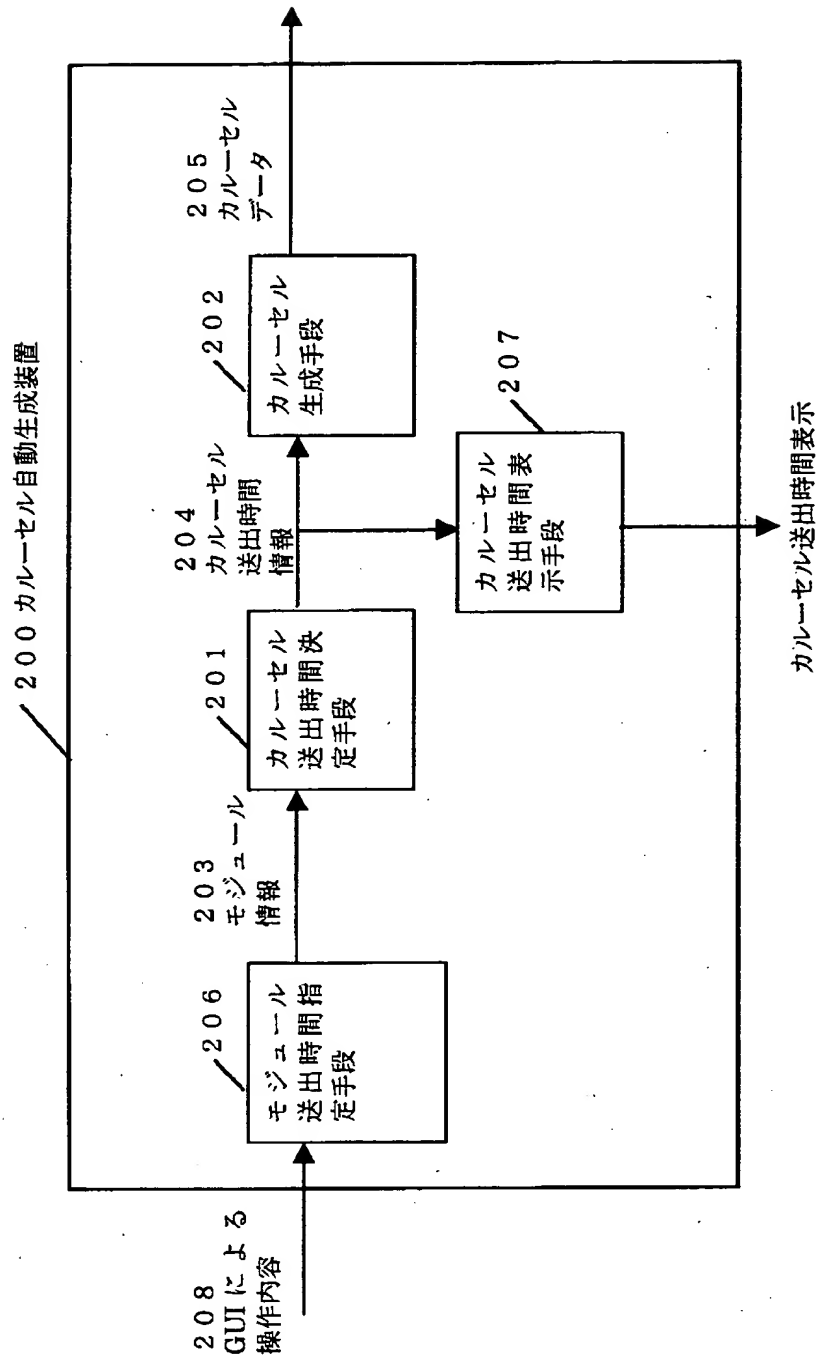 200 カルーセル自動生成装置
208
GUIによる
操作内容
206
モジュール
送出時間指
定手段
203
モジュール
情報
201
カルーセル
送出時間決
定手段
204
カルーセル
送出時間
情報
202
カルーセル
生成手段
205
カルーセル
データ
207
カルーセル
送出時間表
示手段
カルーセル送出時間表示